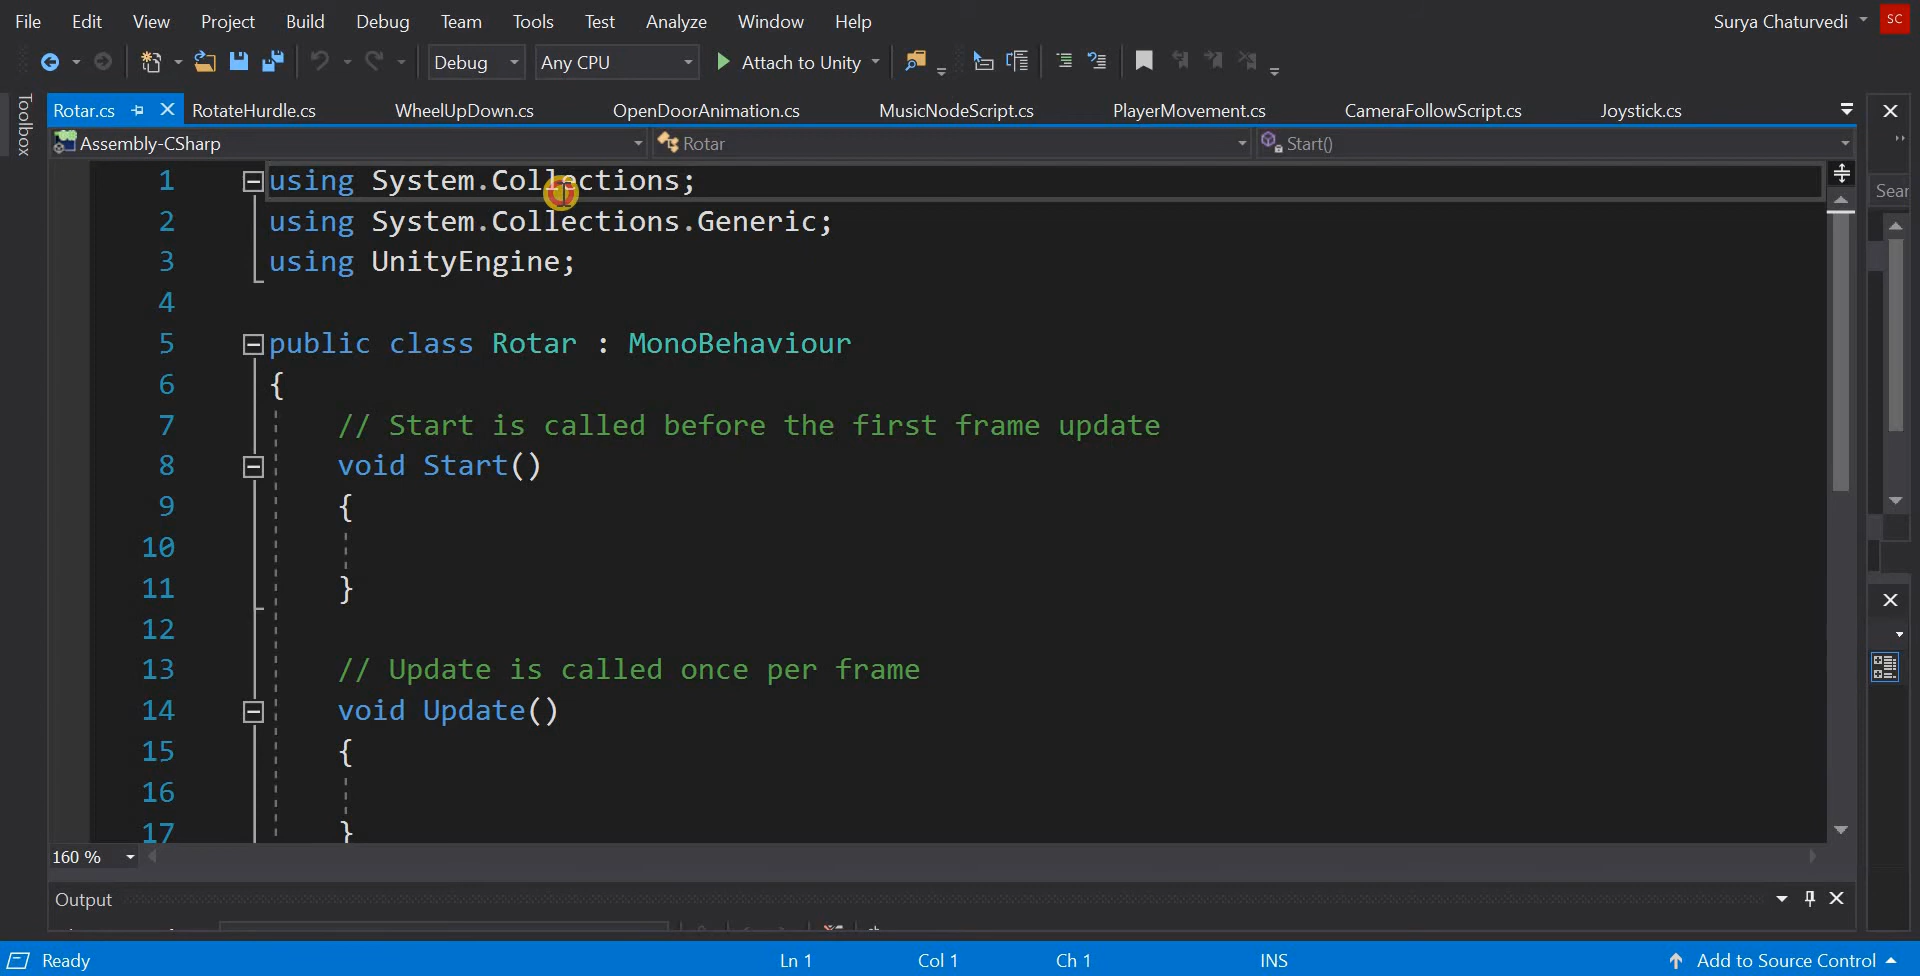 File Edit View Project Build Debug Team Tools Test Analyze Window Help Surya Chaturvedi SC
Debug Any CPU Attach to Unity
Toolbox
Rotar.cs RotateHurdle.cs WheelUpDown.cs OpenDoorAnimation.cs MusicNodeScript.cs PlayerMovement.cs CameraFollowScript.cs Joystick.cs
Assembly-CSharp Rotar Start()
Sear
1 using System.Collections;
2 using System.Collections.Generic;
3 using UnityEngine;
4
5 public class Rotar : MonoBehaviour
6 {
7 // Start is called before the first frame update
8 void Start()
9 {
10
11 }
12
13 // Update is called once per frame
14 void Update()
15 {
16
17 }
160 %
Output
Ready Ln 1 Col 1 Ch 1 INS Add to Source Control